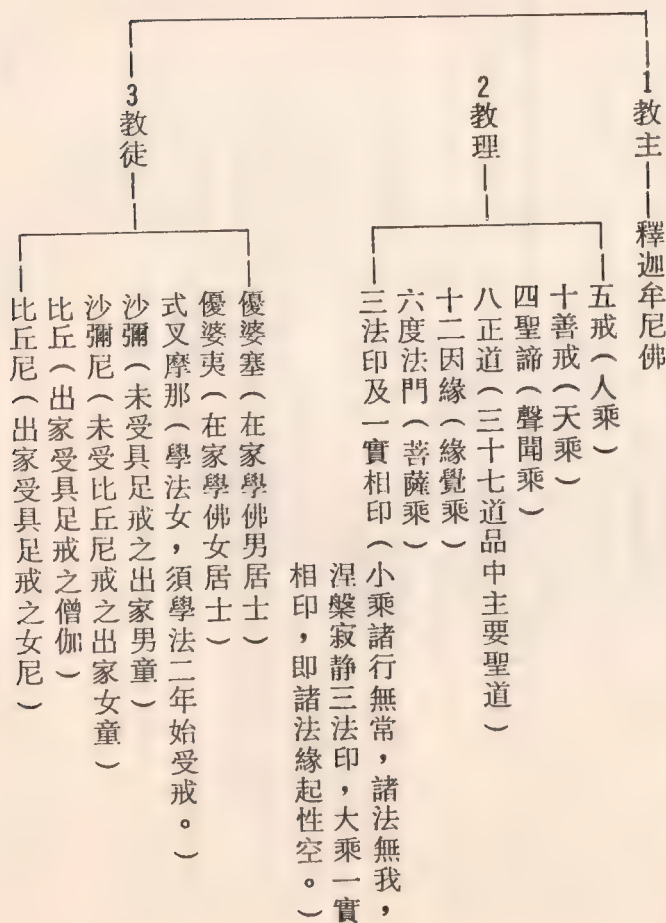 1教主——釋迦牟尼佛
2教理
五戒（人乘）
十善戒（天乘）
四聖諦（聲聞乘）
八正道（三十七道品中主要聖道）
十二因緣（緣覺乘）
六度法門（菩薩乘）
三法印及一實相印（小乘諸行無常，諸法無我，
涅槃寂静三法印，大乘一實
相印，即諸法緣起性空。）
3教徒
優婆塞（在家學佛男居士）
優婆夷（在家學佛女居士）
式叉摩那（學法女，須學法二年始受戒。）
沙彌（未受具足戒之出家男童）
沙彌尼（未受比丘尼戒之出家女童）
比丘（出家受具足戒之僧伽）
比丘尼（出家受具足戒之女尼）